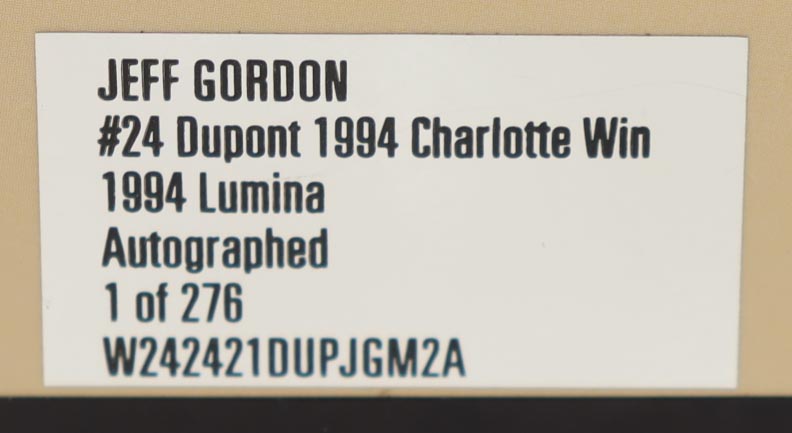 JEFF GORDON
#24 Dupont 1994 Charlotte Win
1994 Lumina
Autographed
1 of 276
W242421DUPJGM2A